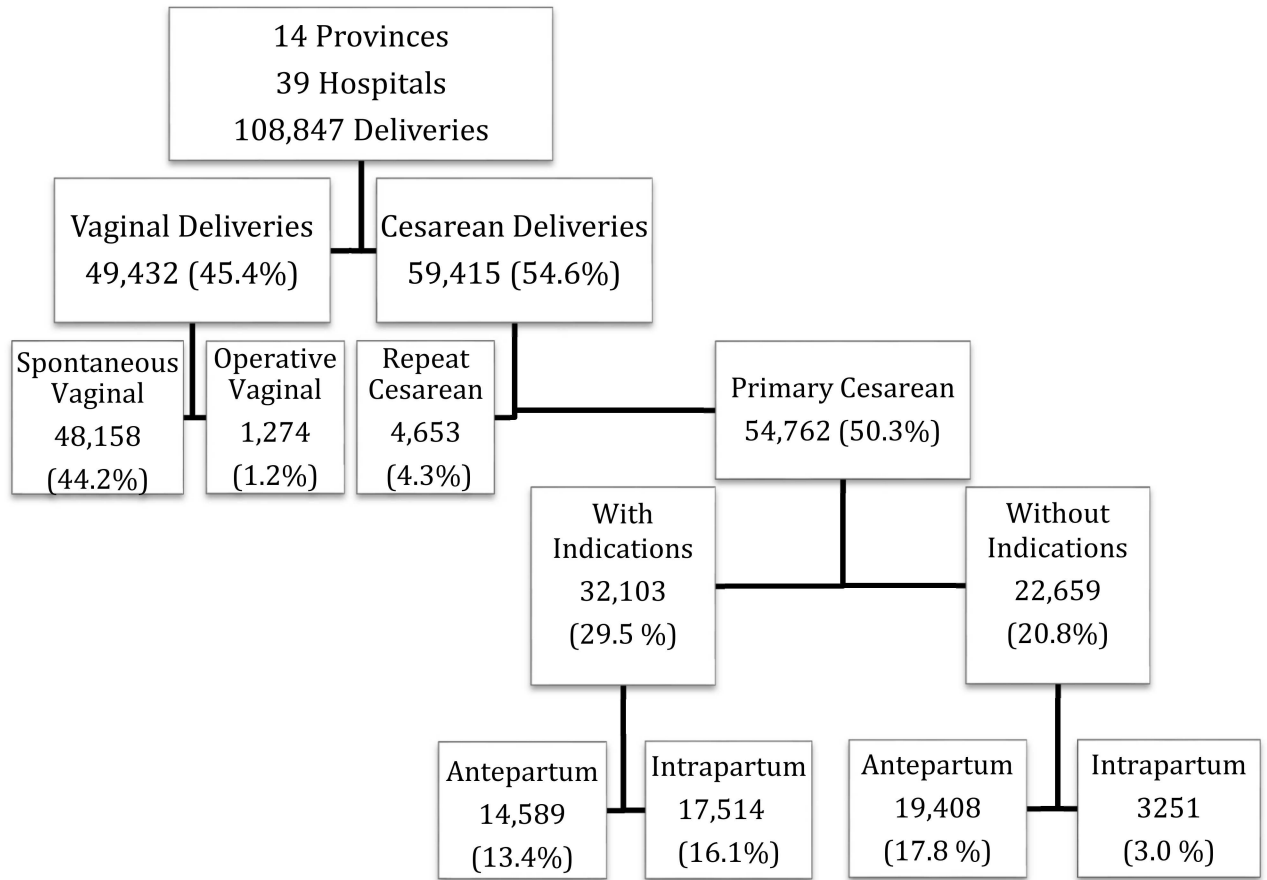 14 Provinces
39 Hospitals
108,847 Deliveries
Vaginal Deliveries
49,432 (45.4%)
Cesarean Deliveries
59,415 (54.6%)
Spontaneous
Vaginal
48,158
(44.2%)
Operative
Vaginal
1,274
(1.2%)
Repeat
Cesarean
4,653
(4.3%)
Primary Cesarean
54,762 (50.3%)
With
Indications
32,103
(29.5 %)
Without
Indications
22,659
(20.8%)
Antepartum
14,589
(13.4%)
Intrapartum
17,514
(16.1%)
Antepartum
19,408
(17.8 %)
Intrapartum
3251
(3.0 %)